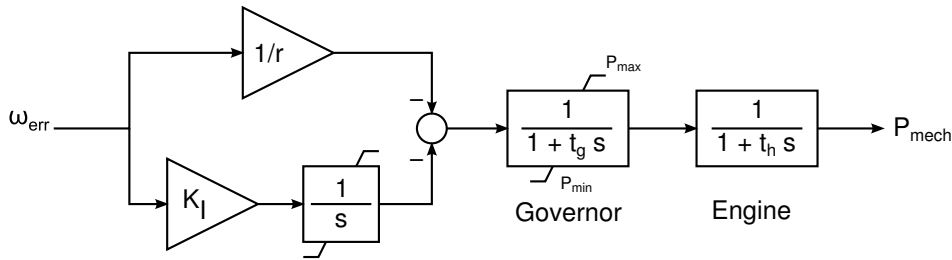 1/r
P_max
ω_err
−
1
1 + t_g s
1
1 + t_h s
P_mech
−
K_I
1
s
P_min
Governor
Engine